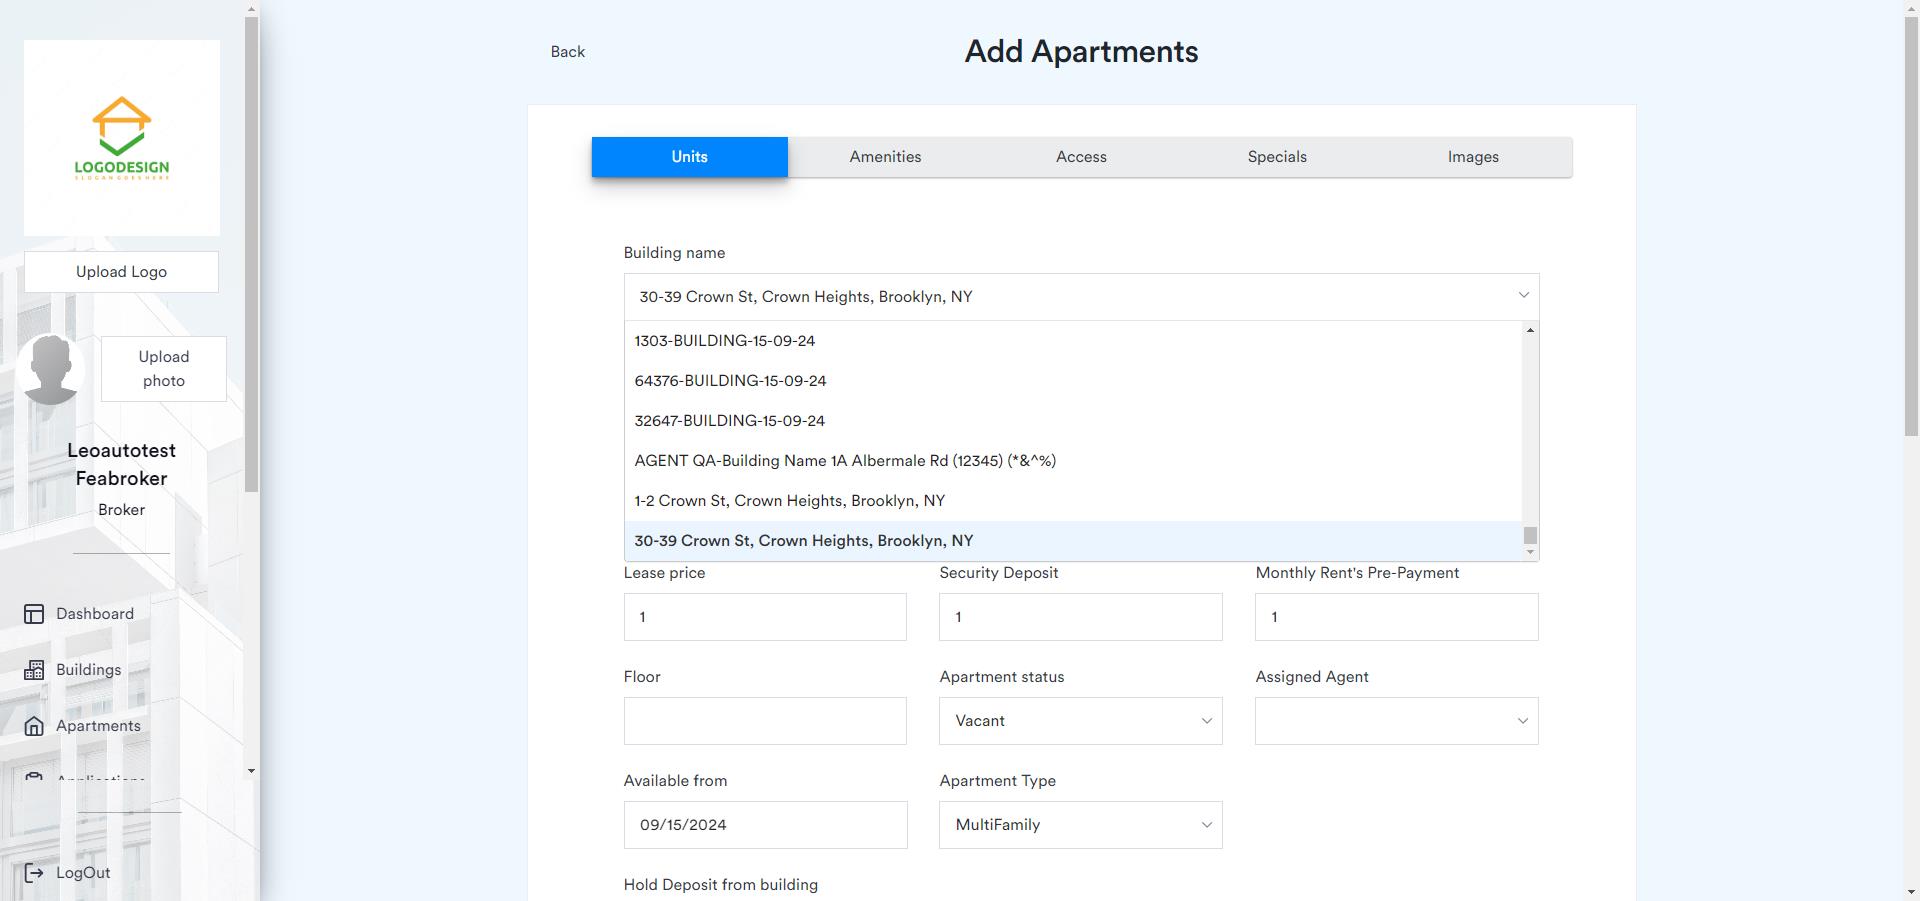 LOGODESIGN
SLOGAN GOES HERE
Upload Logo
Upload
photo
Leoautotest
Feabroker
Broker
Dashboard
Buildings
Apartments
Applications
LogOut
Back
Add Apartments
Units
Amenities
Access
Specials
Images
Building name
30-39 Crown St, Crown Heights, Brooklyn, NY
1303-BUILDING-15-09-24
64376-BUILDING-15-09-24
32647-BUILDING-15-09-24
AGENT QA-Building Name 1A Albermale Rd (12345) (*&^%)
1-2 Crown St, Crown Heights, Brooklyn, NY
30-39 Crown St, Crown Heights, Brooklyn, NY
Lease price
Security Deposit
Monthly Rent's Pre-Payment
1
1
1
Floor
Apartment status
Assigned Agent
Vacant
Available from
Apartment Type
09/15/2024
MultiFamily
Hold Deposit from building